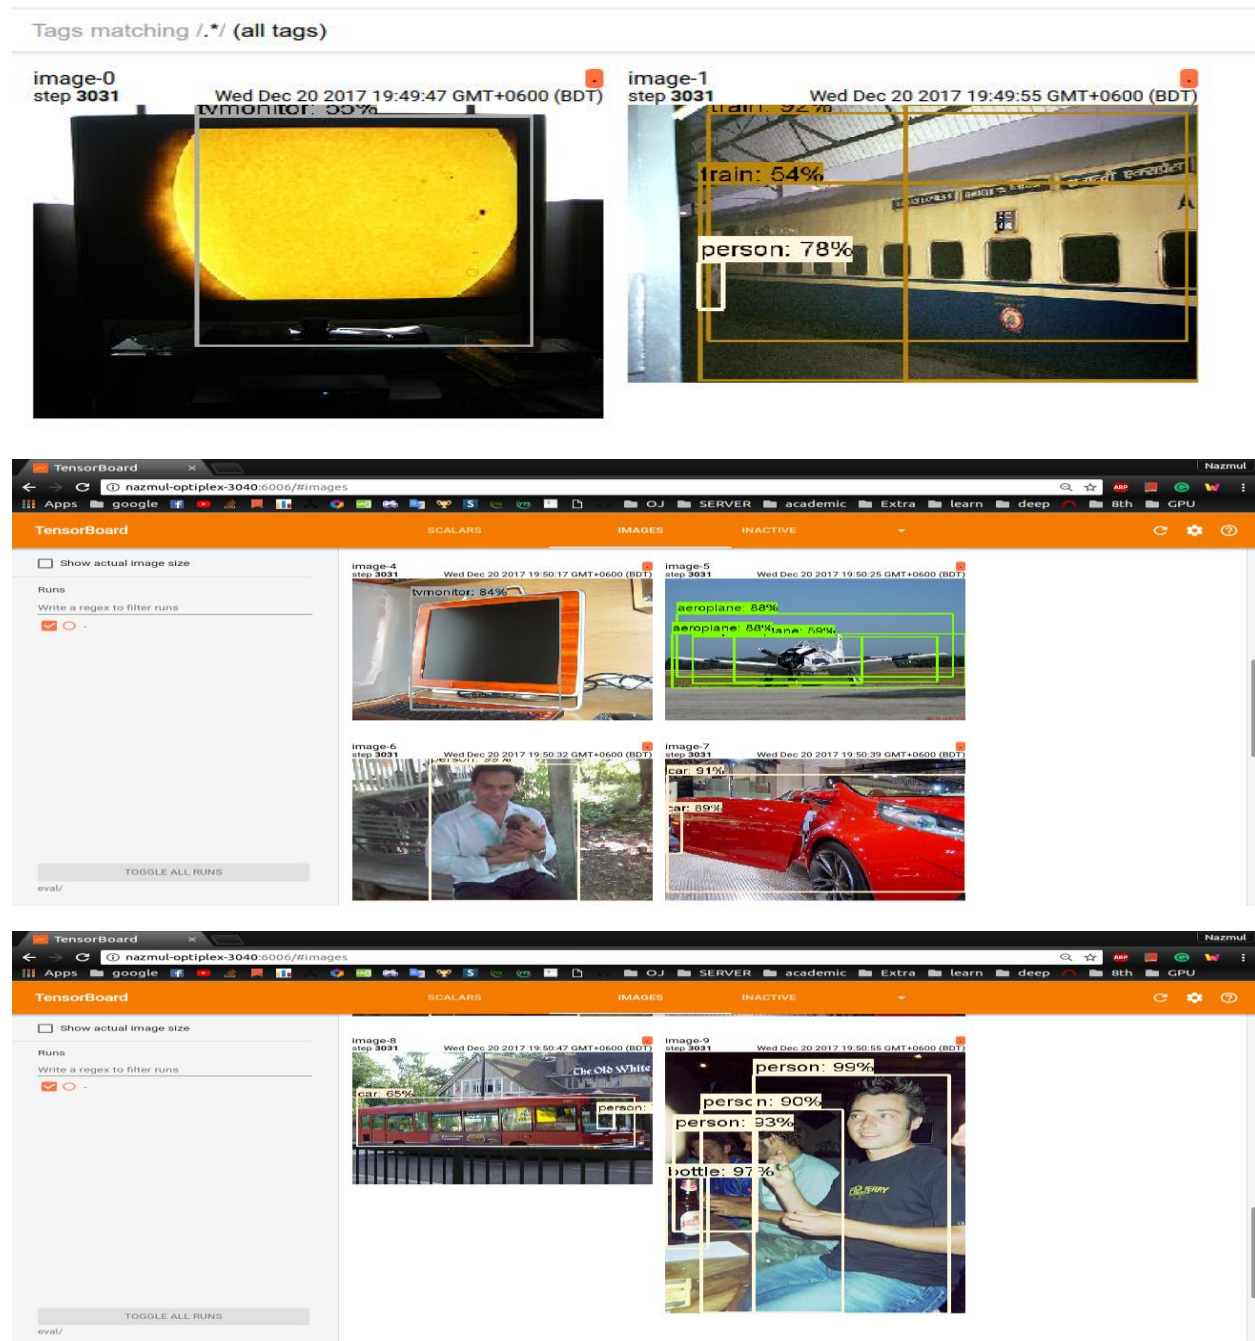 Tags matching /.*/ (all tags)
image-0
step 3031 Wed Dec 20 2017 19:49:47 GMT+0600 (BDT)
tvmonitor: 55%
image-1
step 3031 Wed Dec 20 2017 19:49:55 GMT+0600 (BDT)
train: 92%
train: 54%
person: 78%
TensorBoard
Nazmul
nazmul-optiplex-3040:6006/#images
Apps google OJ SERVER academic Extra learn deep 8th GPU
TensorBoard SCALARS IMAGES INACTIVE
Show actual image size
Runs
Write a regex to filter runs
TOGGLE ALL RUNS
eval/
image-4
step 3031 Wed Dec 20 2017 19:50:17 GMT+0600 (BDT)
tvmonitor: 84%
image-5
step 3031 Wed Dec 20 2017 19:50:25 GMT+0600 (BDT)
aeroplane: 88%
aeroplane: 88%
plane: 59%
image-6
step 3031 Wed Dec 20 2017 19:50:32 GMT+0600 (BDT)
person: 99%
image-7
step 3031 Wed Dec 20 2017 19:50:39 GMT+0600 (BDT)
car: 91%
car: 89%
TensorBoard
Nazmul
nazmul-optiplex-3040:6006/#images
Apps google OJ SERVER academic Extra learn deep 8th GPU
TensorBoard SCALARS IMAGES INACTIVE
Show actual image size
Runs
Write a regex to filter runs
TOGGLE ALL RUNS
eval/
image-8
step 3031 Wed Dec 20 2017 19:50:47 GMT+0600 (BDT)
The Old White
car: 65%
person:
image-9
step 3031 Wed Dec 20 2017 19:50:55 GMT+0600 (BDT)
person: 99%
person: 90%
person: 93%
bottle: 97%